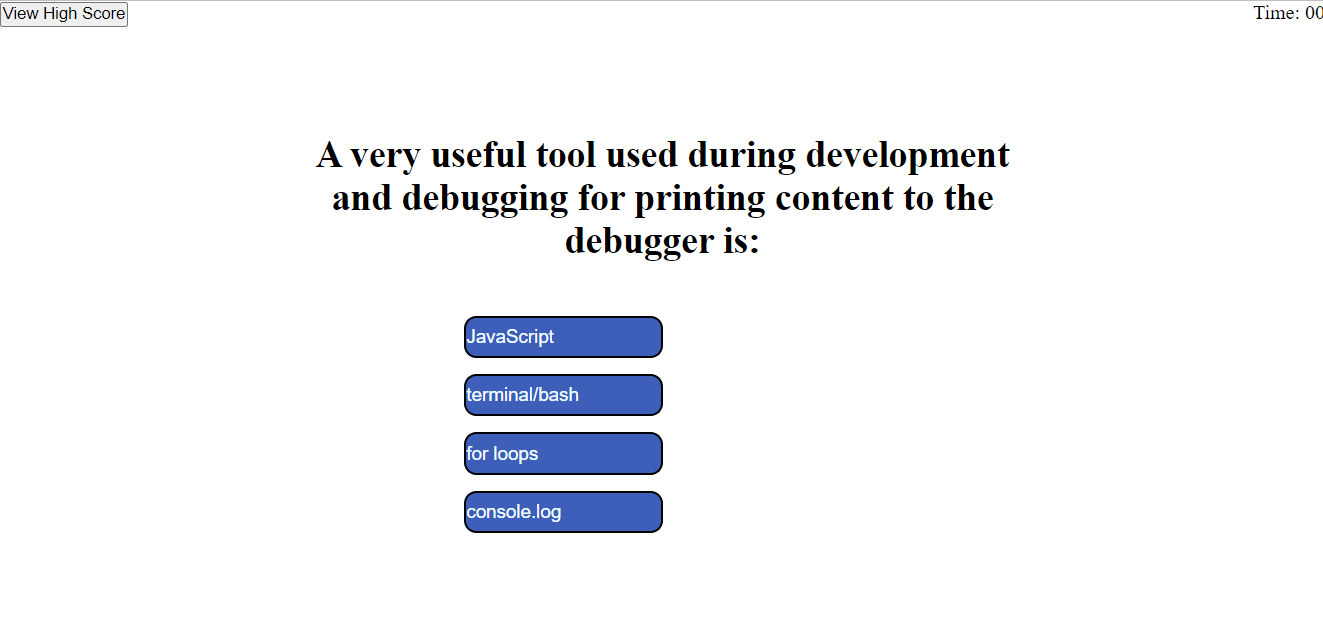 View High Score
Time: 00
A very useful tool used during development
and debugging for printing content to the
debugger is:
JavaScript
terminal/bash
for loops
console.log